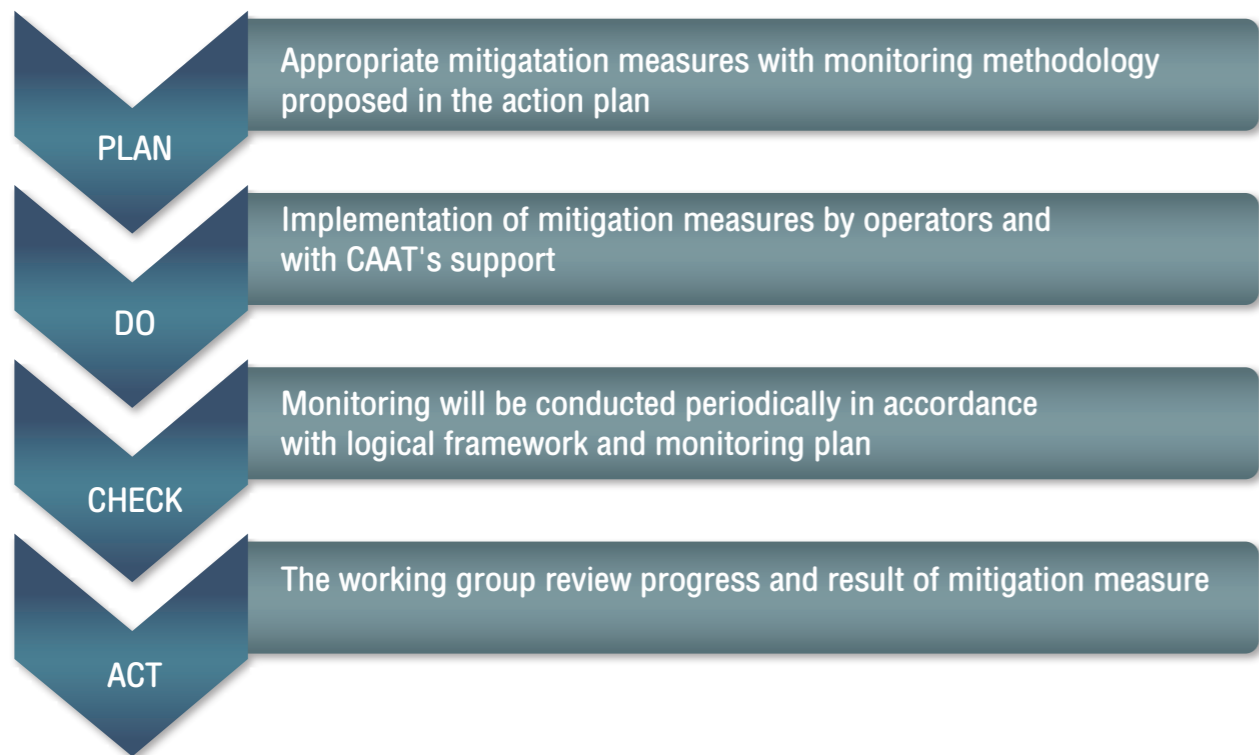 PLAN
Appropriate mitigatation measures with monitoring methodology
proposed in the action plan
DO
Implementation of mitigation measures by operators and
with CAAT's support
CHECK
Monitoring will be conducted periodically in accordance
with logical framework and monitoring plan
ACT
The working group review progress and result of mitigation measure